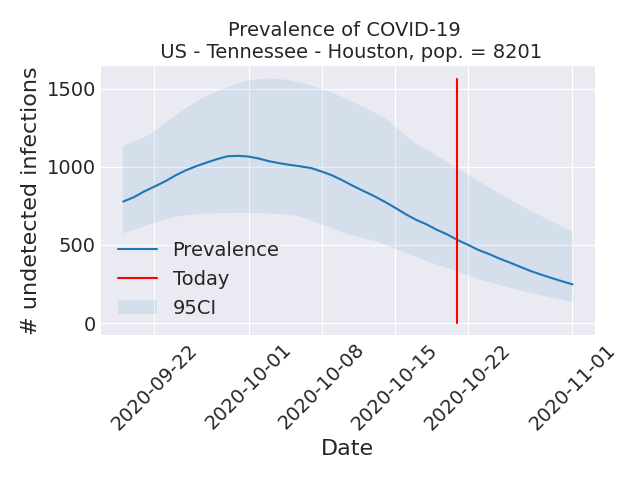 Prevalence of COVID-19
US - Tennessee - Houston, pop. = 8201
# undetected infections
1500
1000
500
0
Prevalence
Today
95CI
2020-09-22
2020-10-01
2020-10-08
2020-10-15
2020-10-22
2020-11-01
Date